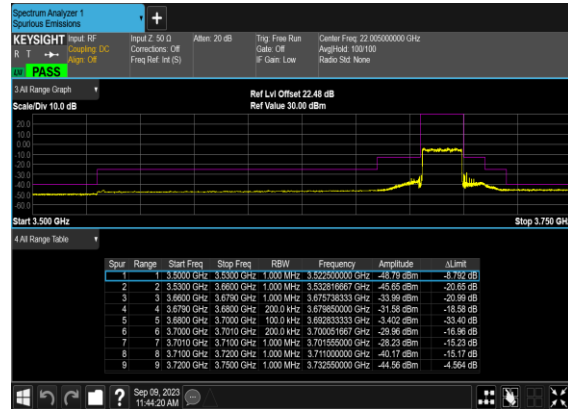 Spectrum Analyzer 1
Spurious Emissions
+
KEYSIGHT Input: RF Input Z: 50 Ω Atten: 20 dB Trig: Free Run Center Freq: 22.005000000 GHz
Coupling: DC Corrections: Off Gate: Off Avg|Hold: 100/100
R T Align: Off Freq Ref: Int (S) IF Gain: Low Radio Std: None
LW PASS
3 All Range Graph
Ref Lvl Offset 22.48 dB
Scale/Div 10.0 dB Ref Value 30.00 dBm
20.0
10.0
0.00
-10.0
-20.0
-30.0
-40.0
-50.0
-60.0
Start 3.500 GHz Stop 3.750 GHz
4 All Range Table
Spur Range Start Freq Stop Freq RBW Frequency Amplitude ΔLimit
1 1 3.5000 GHz 3.5300 GHz 1.000 MHz 3.522500000 GHz -48.79 dBm -8.792 dB
2 2 3.5300 GHz 3.6600 GHz 1.000 MHz 3.532816667 GHz -45.65 dBm -20.65 dB
3 3 3.6600 GHz 3.6790 GHz 1.000 MHz 3.675738333 GHz -33.99 dBm -20.99 dB
4 4 3.6790 GHz 3.6800 GHz 200.0 kHz 3.679850000 GHz -31.58 dBm -18.58 dB
5 5 3.6800 GHz 3.7000 GHz 100.0 kHz 3.692833333 GHz -3.402 dBm -33.40 dB
6 6 3.7000 GHz 3.7010 GHz 200.0 kHz 3.700051667 GHz -29.96 dBm -16.96 dB
7 7 3.7010 GHz 3.7100 GHz 1.000 MHz 3.701555000 GHz -28.23 dBm -15.23 dB
8 8 3.7100 GHz 3.7200 GHz 1.000 MHz 3.711000000 GHz -40.17 dBm -15.17 dB
9 9 3.7200 GHz 3.7500 GHz 1.000 MHz 3.732550000 GHz -44.56 dBm -4.564 dB
? Sep 09, 2023
11:44:20 AM